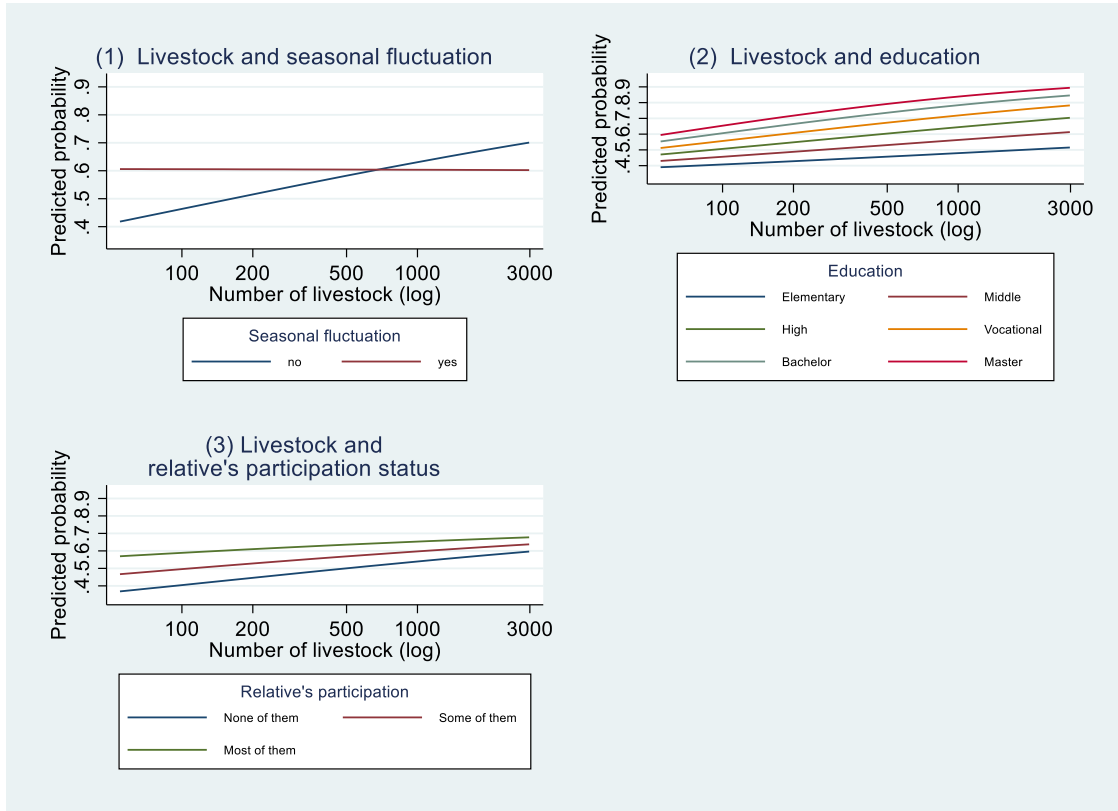 (1)  Livestock and seasonal fluctuation
Predicted probability
.4 .5 .6 .7 .8 .9
100 200 500 1000 3000
Number of livestock (log)
Seasonal fluctuation
no yes
(2)  Livestock and education
Predicted probability
.4 .5 .6 .7 .8 .9
100 200 500 1000 3000
Number of livestock (log)
Education
Elementary Middle
High Vocational
Bachelor Master
(3) Livestock and
relative's participation status
Predicted probability
.4 .5 .6 .7 .8 .9
100 200 500 1000 3000
Number of livestock (log)
Relative's participation
None of them Some of them
Most of them